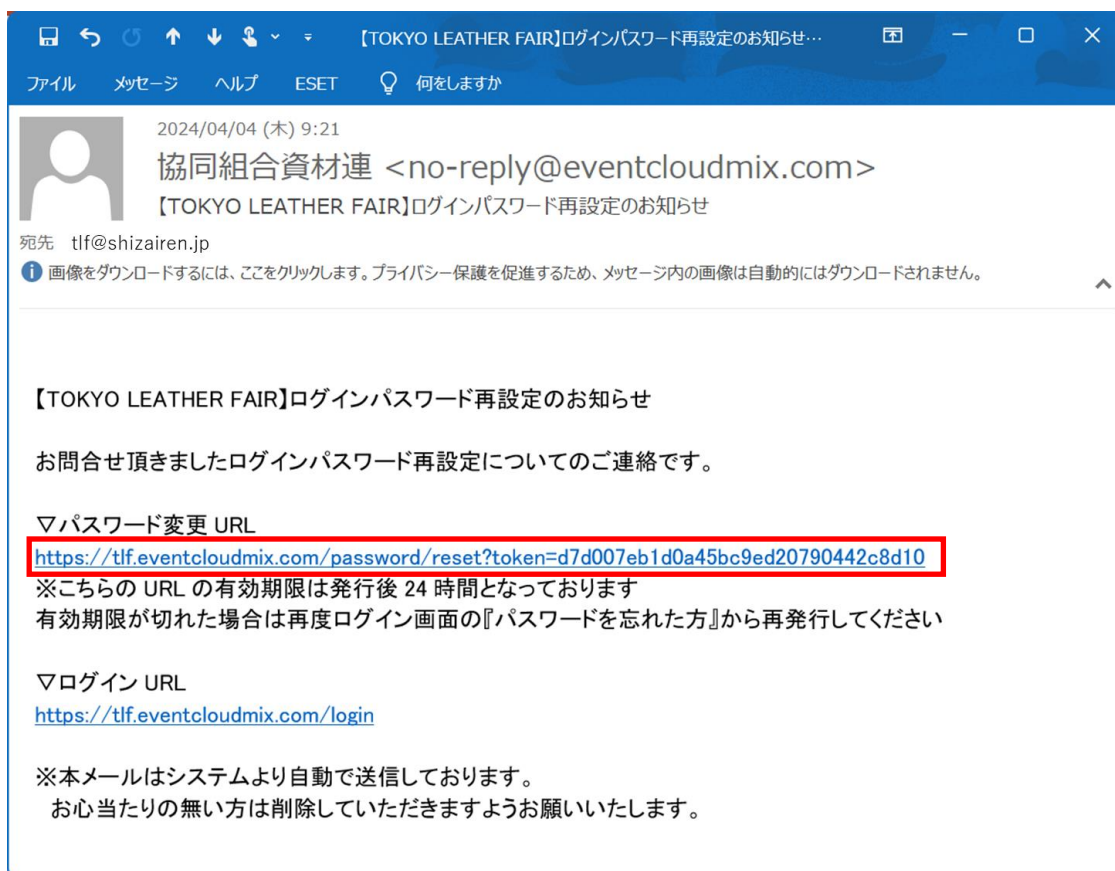 【TOKYO LEATHER FAIR】ログインパスワード再設定のお知らせ…
ファイル メッセージ ヘルプ ESET 何をしますか
2024/04/04 (木) 9:21
協同組合資材連 <no-reply@eventcloudmix.com>
【TOKYO LEATHER FAIR】ログインパスワード再設定のお知らせ
宛先 tlf@shizairen.jp
画像をダウンロードするには、ここをクリックします。プライバシー保護を促進するため、メッセージ内の画像は自動的にはダウンロードされません。
【TOKYO LEATHER FAIR】ログインパスワード再設定のお知らせ
お問合せ頂きましたログインパスワード再設定についてのご連絡です。
▽パスワード変更 URL
https://tlf.eventcloudmix.com/password/reset?token=d7d007eb1d0a45bc9ed20790442c8d10
※こちらの URL の有効期限は発行後 24 時間となっております
有効期限が切れた場合は再度ログイン画面の『パスワードを忘れた方』から再発行してください
▽ログイン URL
https://tlf.eventcloudmix.com/login
※本メールはシステムより自動で送信しております。
お心当たりの無い方は削除していただきますようお願いいたします。